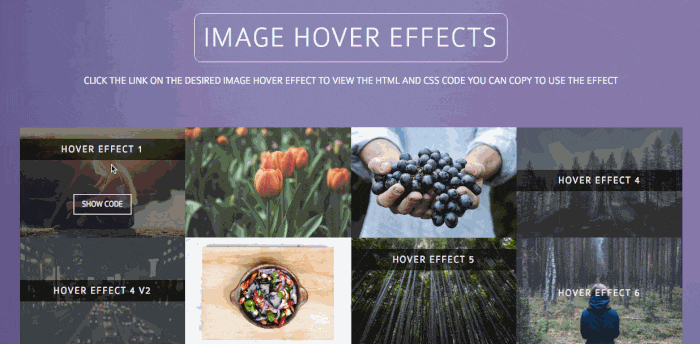 IMAGE HOVER EFFECTS
CLICK THE LINK ON THE DESIRED IMAGE HOVER EFFECT TO VIEW THE HTML AND CSS CODE YOU CAN COPY TO USE THE EFFECT
HOVER EFFECT 1
SHOW CODE
HOVER EFFECT 4
HOVER EFFECT 4 V2
HOVER EFFECT 5
HOVER EFFECT 6